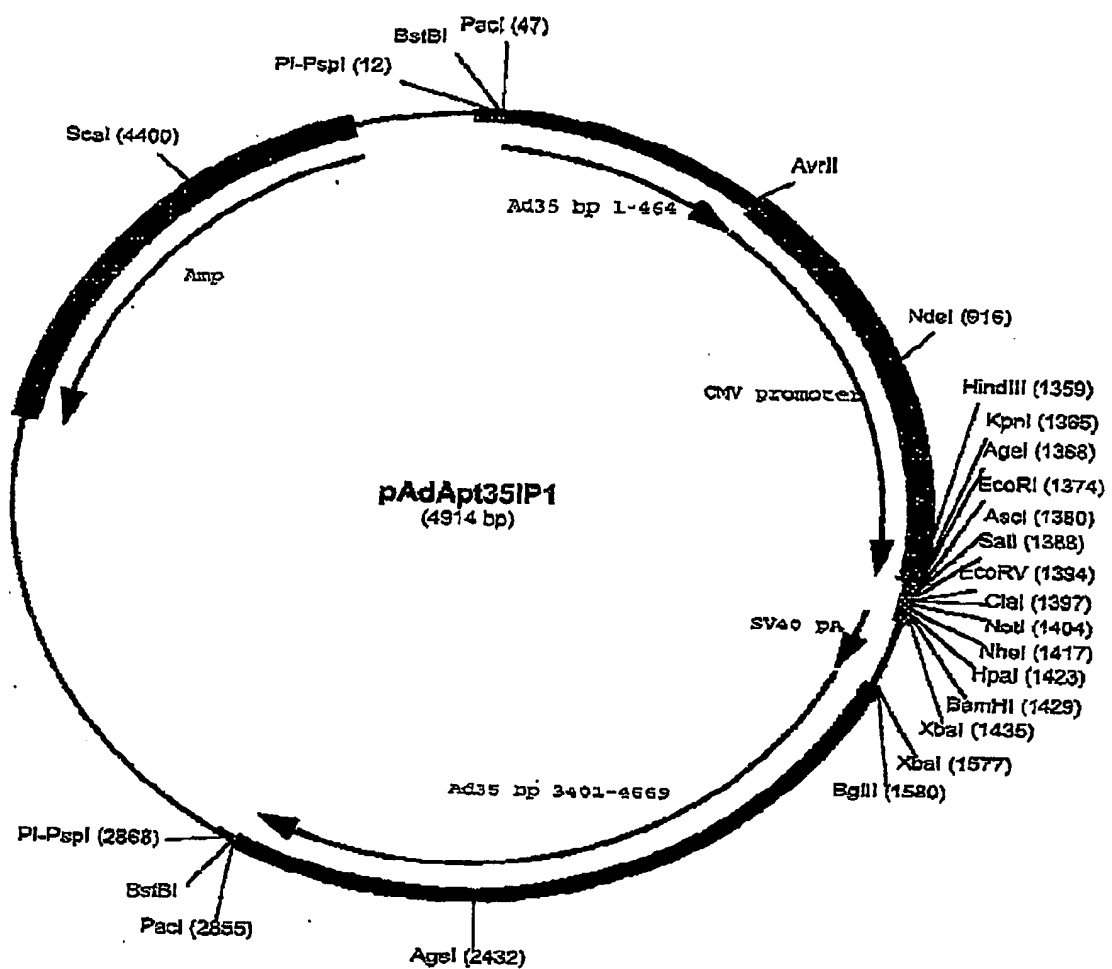 PacI (47)
BstBI
PI-PspI (12)
ScaI (4400)
AvrII
Ad35 bp 1-464
Amp
NdeI (916)
CMV promoter
HindIII (1359)
KpnI (1365)
AgeI (1368)
EcoRI (1374)
AscI (1380)
SalI (1388)
EcoRV (1394)
ClaI (1397)
NotI (1404)
NheI (1417)
HpaI (1423)
BamHI (1429)
XbaI (1435)
XbaI (1577)
BglII (1580)
pAdApt35IP1
(4914 bp)
SV40 pA
Ad35 bp 3401-4669
PI-PspI (2868)
BstBI
PacI (2855)
AgeI (2432)